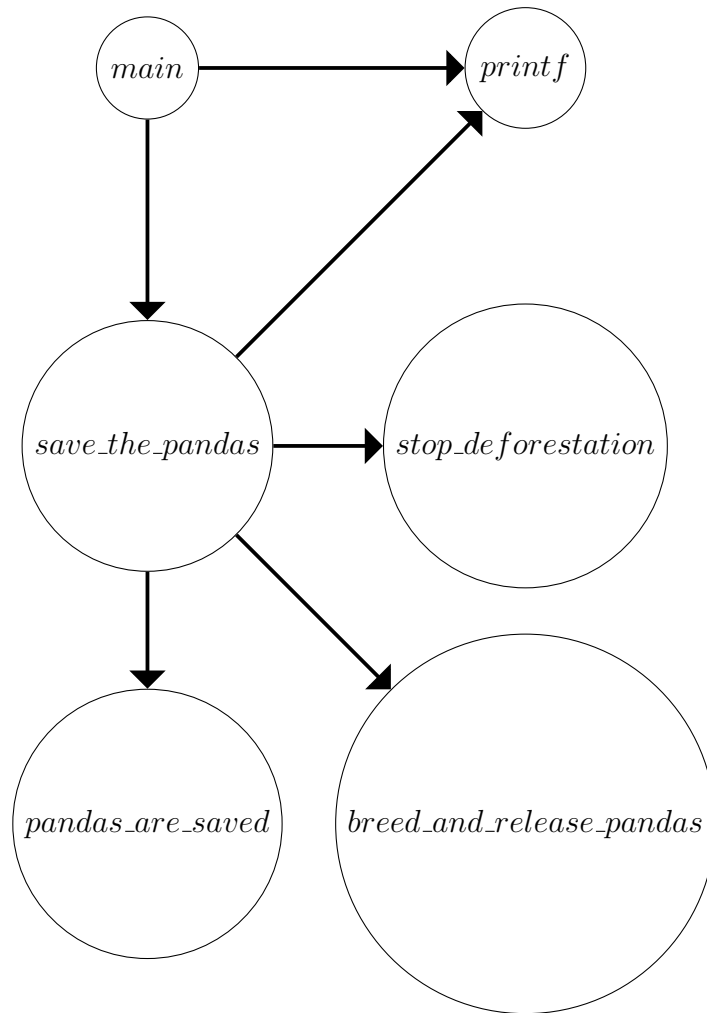 main
printf
save_the_pandas
stop_deforestation
pandas_are_saved
breed_and_release_pandas